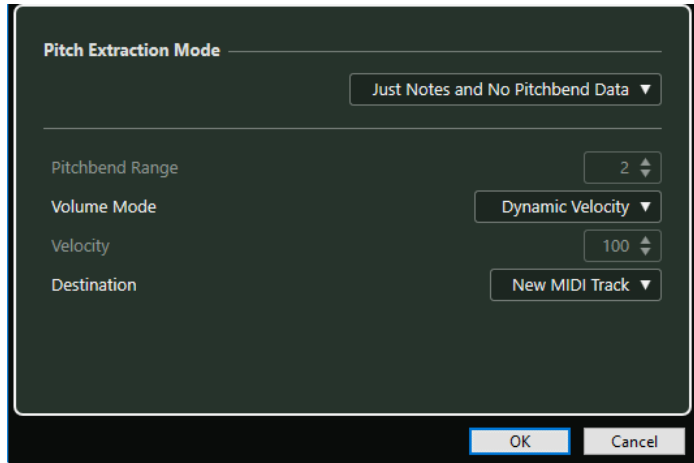 Pitch Extraction Mode
Just Notes and No Pitchbend Data
Pitchbend Range 2
Volume Mode Dynamic Velocity
Velocity 100
Destination New MIDI Track
OK Cancel